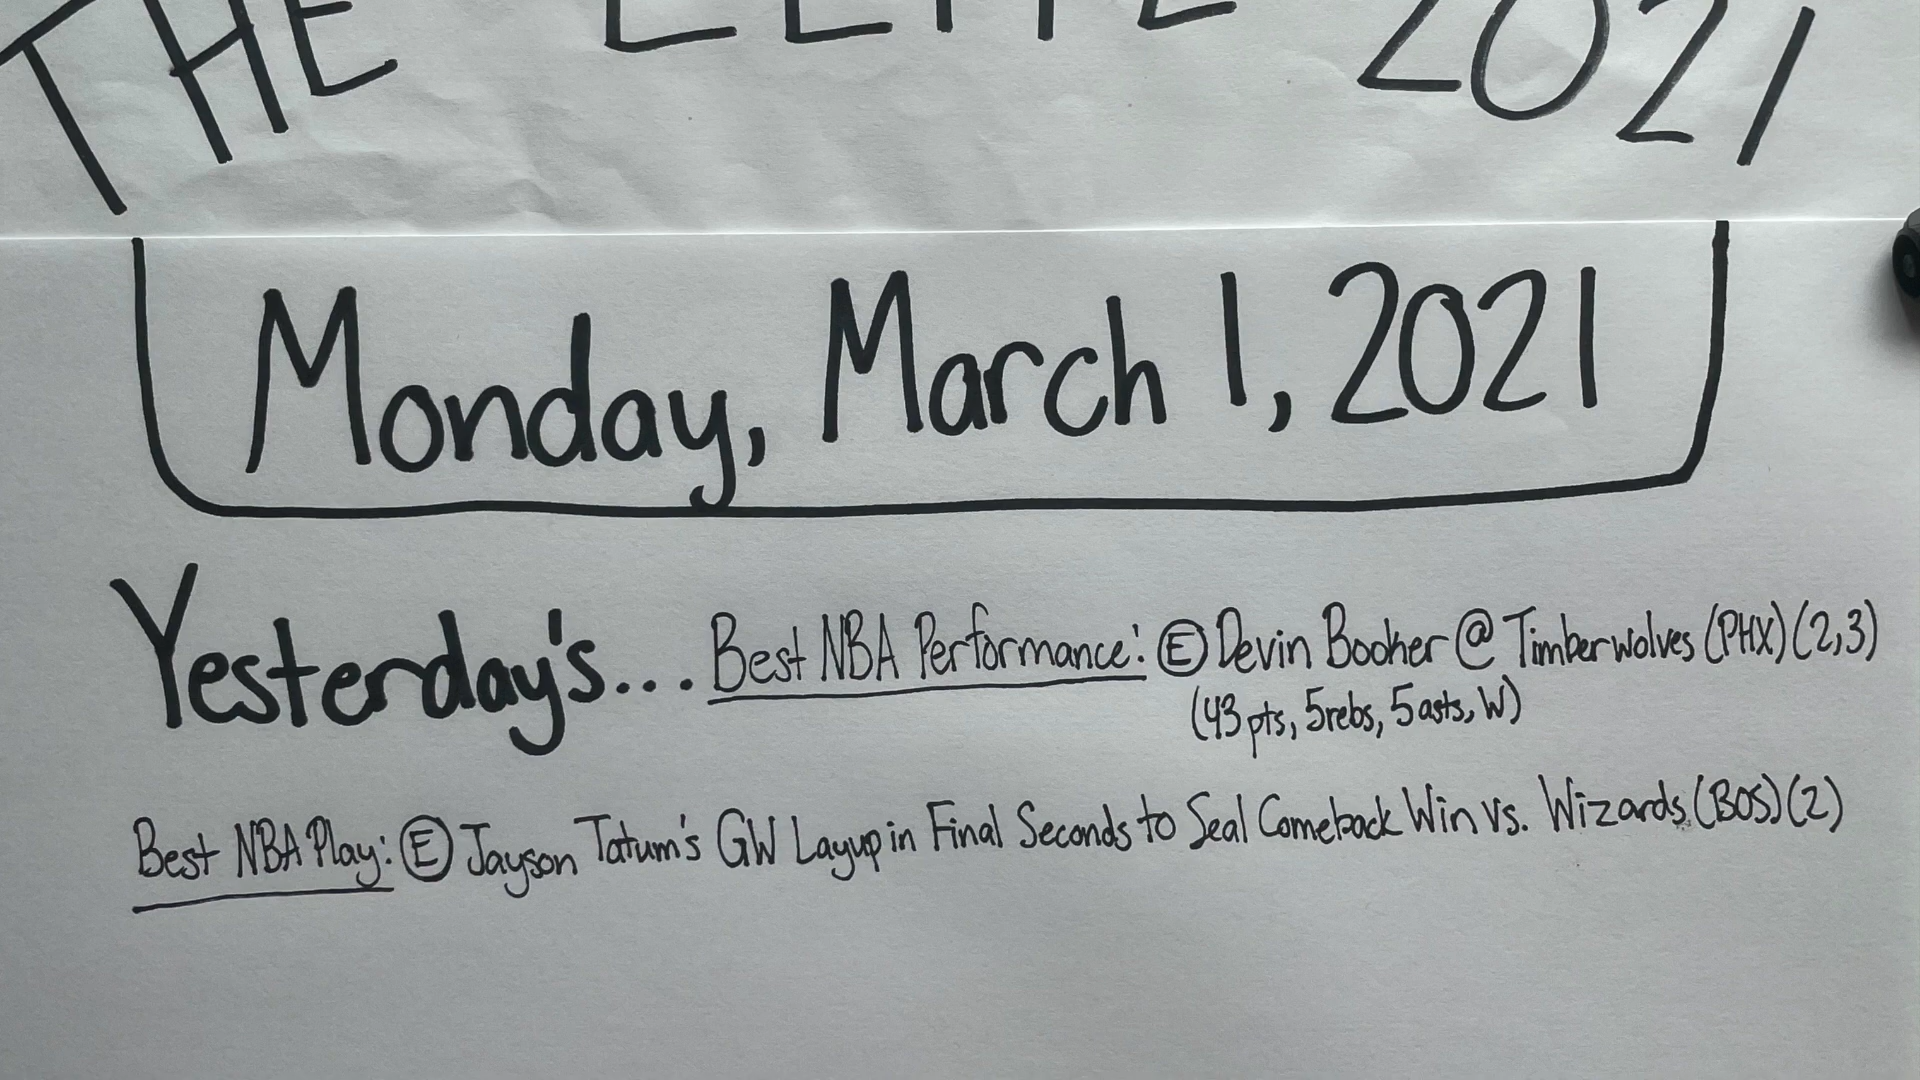 THE ELITE 2021
Monday, March 1, 2021
Yesterday's... Best NBA Performance: Ⓔ Devin Booker @ Timberwolves (PHX) (2,3)
(43 pts, 5 rebs, 5 asts, W)
Best NBA Play: Ⓔ Jayson Tatum's GW Layup in Final Seconds to Seal Comeback Win vs. Wizards (BOS) (2)